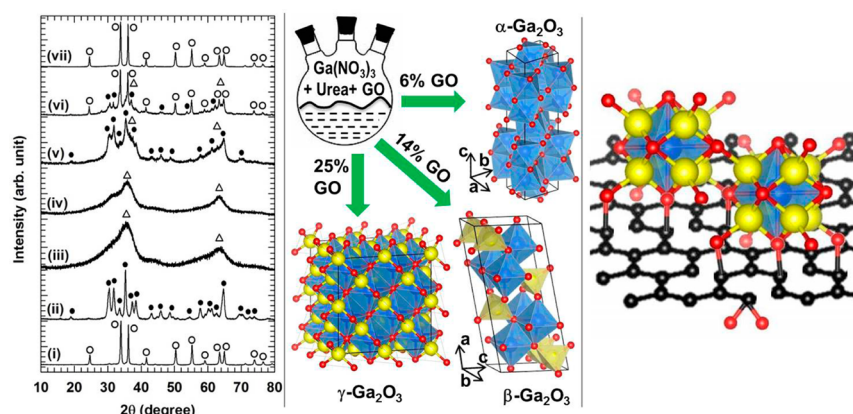 Intensity (arb. unit)
(vii)
(vi)
(v)
(iv)
(iii)
(ii)
(i)
10 20 30 40 50 60 70 80
2θ (degree)
Ga(NO₃)₃
+ Urea+ GO
6% GO
14% GO
25%
GO
α-Ga₂O₃
c
b
a
γ-Ga₂O₃
a
c
b
β-Ga₂O₃